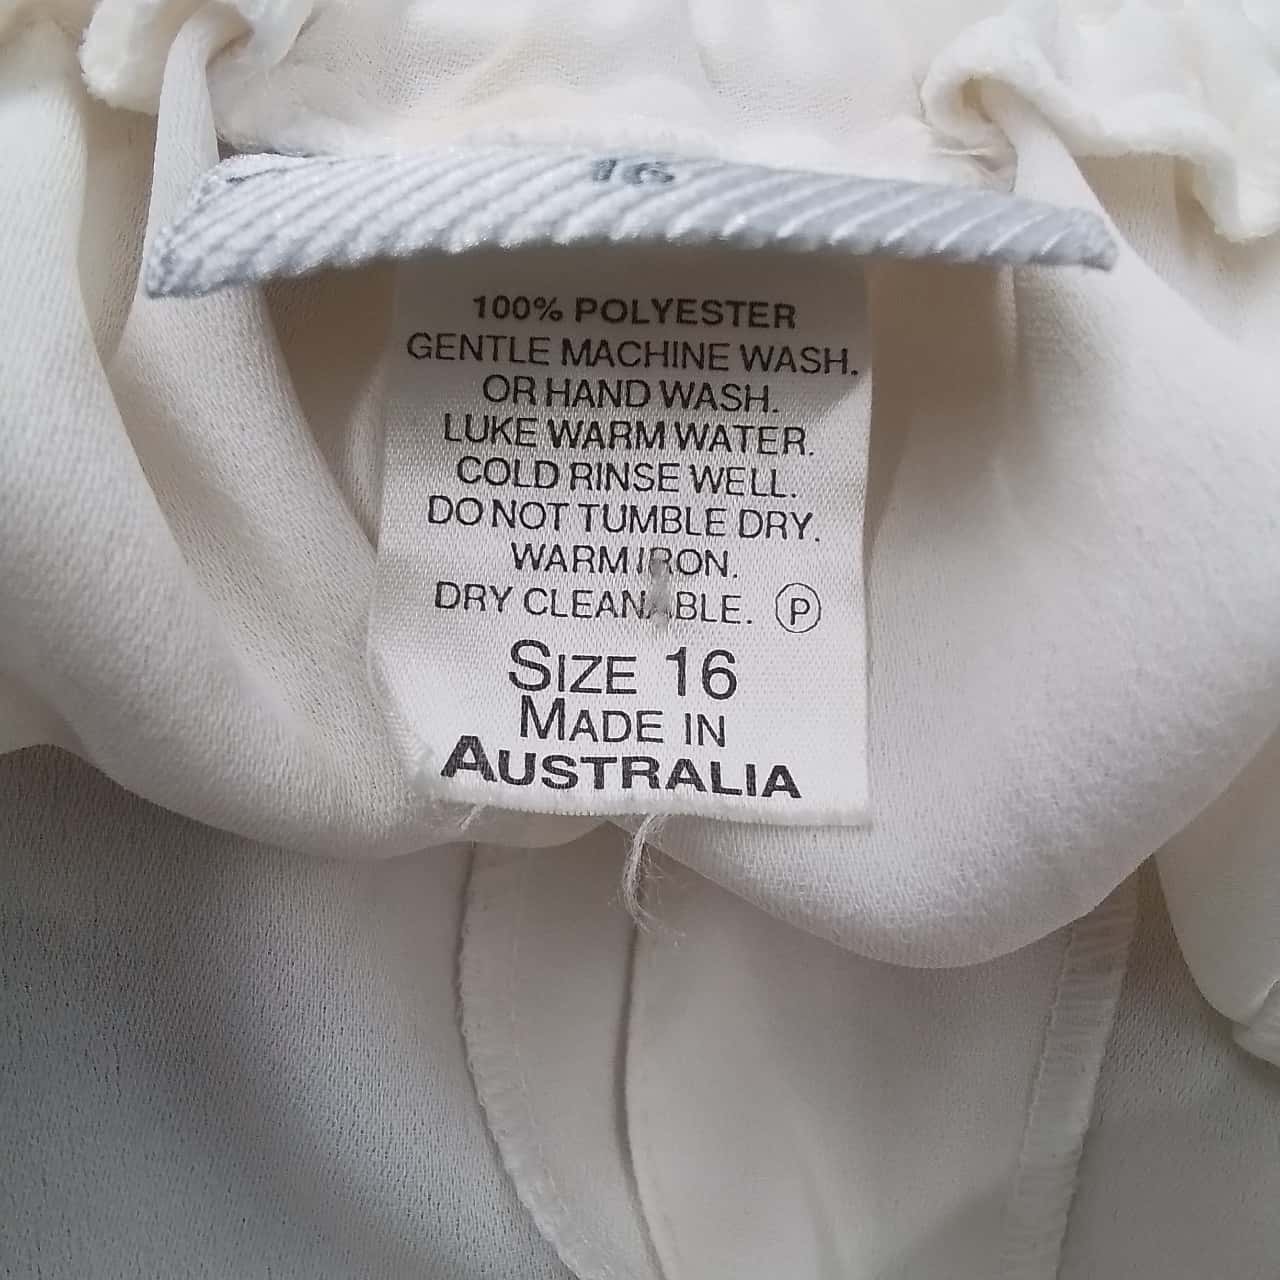 16
100% POLYESTER
GENTLE MACHINE WASH.
OR HAND WASH.
LUKE WARM WATER.
COLD RINSE WELL.
DO NOT TUMBLE DRY.
WARM IRON.
DRY CLEANABLE. P
SIZE 16
MADE IN
AUSTRALIA